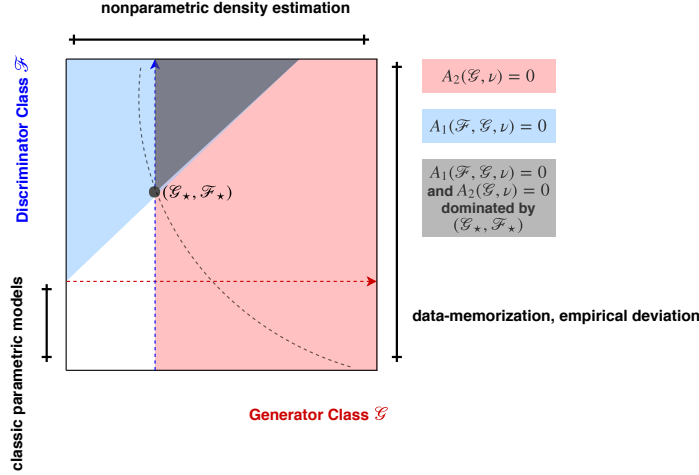 nonparametric density estimation
Discriminator Class ℱ
A₂(𝒢, ν) = 0
A₁(ℱ, 𝒢, ν) = 0
A₁(ℱ, 𝒢, ν) = 0
and A₂(𝒢, ν) = 0
dominated by
(𝒢⋆, ℱ⋆)
(𝒢⋆, ℱ⋆)
classic parametric models
data-memorization, empirical deviation
Generator Class 𝒢